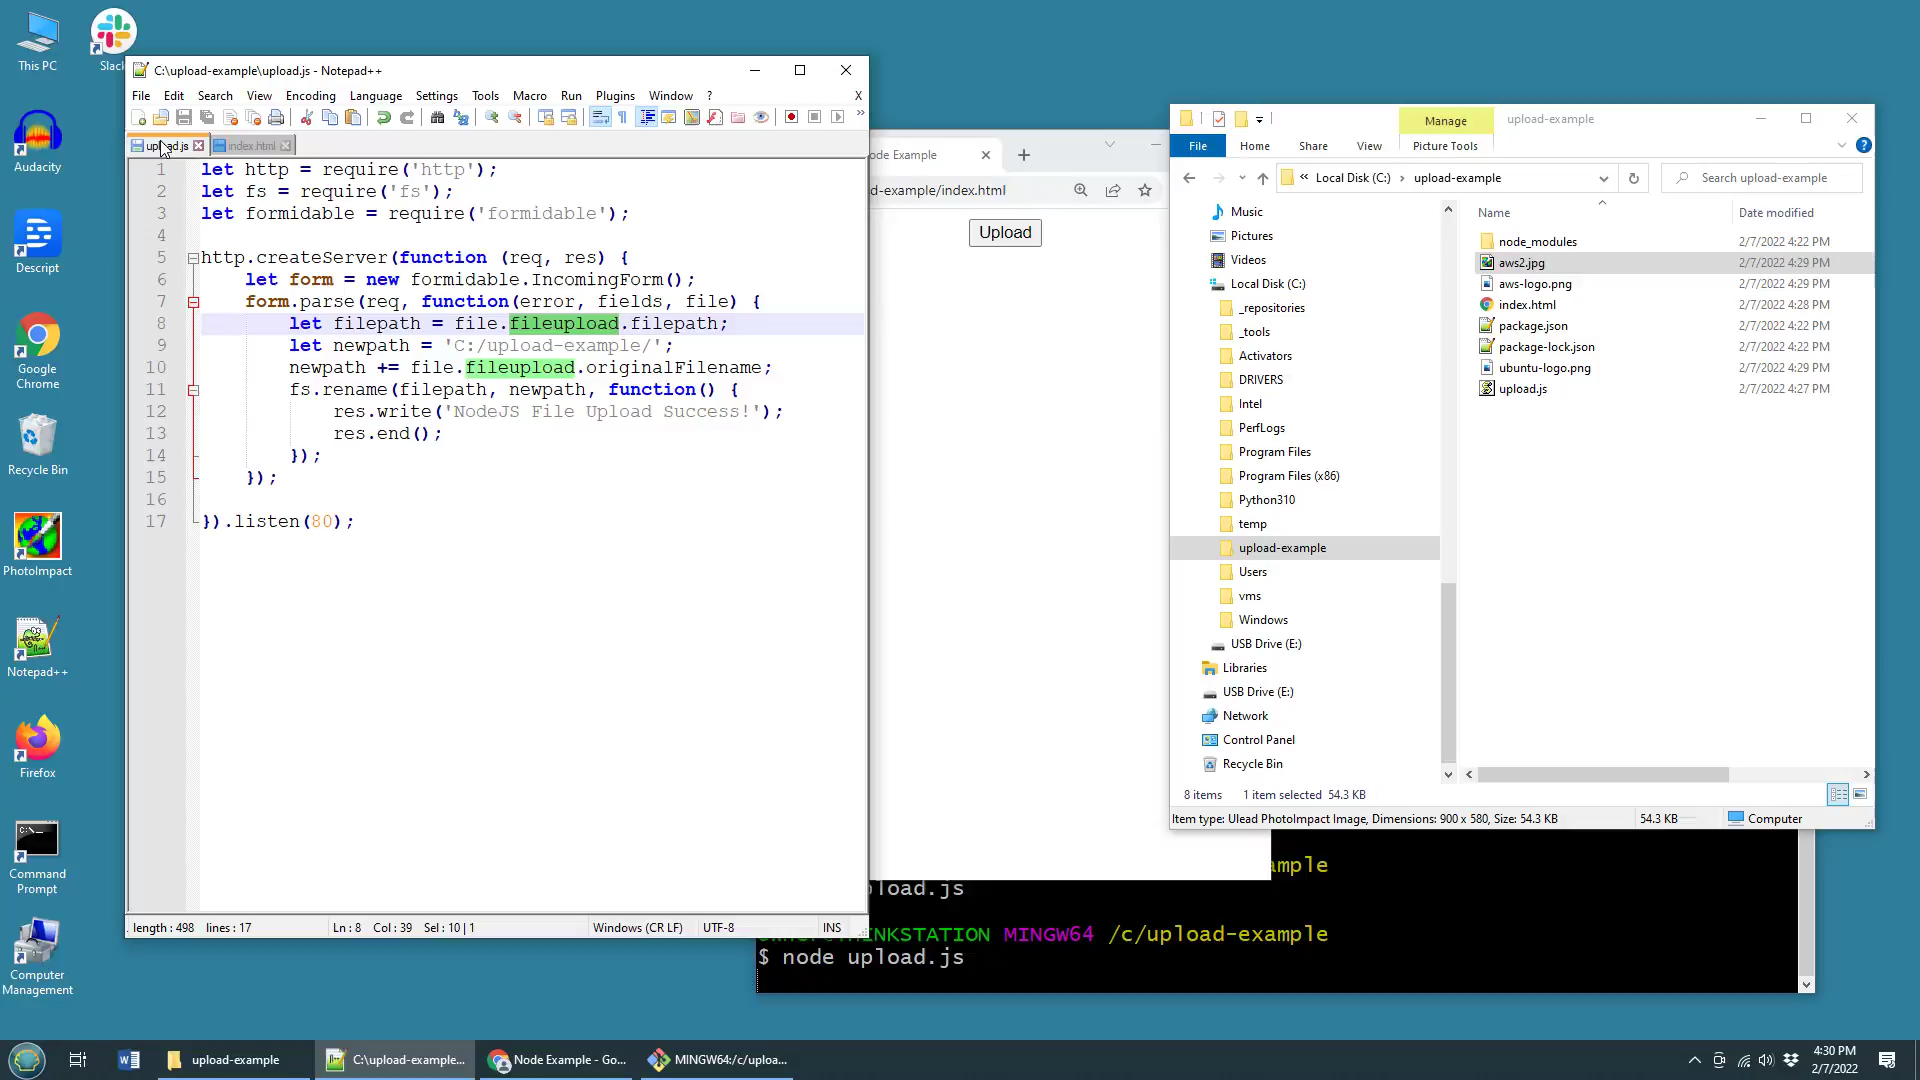 This PC
Slack
Audacity
Descript
Google
Chrome
Recycle Bin
PhotoImpact
Notepad++
Firefox
Command
Prompt
Computer
Management
C:\upload-example\upload.js - Notepad++
File Edit Search View Encoding Language Settings Tools Macro Run Plugins Window ? X
upload.js index.html
1 let http = require('http');
2 let fs = require('fs');
3 let formidable = require('formidable');
4
5 http.createServer(function (req, res) {
6 let form = new formidable.IncomingForm();
7 form.parse(req, function(error, fields, file) {
8 let filepath = file.fileupload.filepath;
9 let newpath = 'C:/upload-example/';
10 newpath += file.fileupload.originalFilename;
11 fs.rename(filepath, newpath, function() {
12 res.write('NodeJS File Upload Success!');
13 res.end();
14 });
15 });
16
17 }).listen(80);
length : 498 lines : 17 Ln : 8 Col : 39 Sel : 10 | 1 Windows (CR LF) UTF-8 INS
ode Example
d-example/index.html
Upload
Manage upload-example
File Home Share View Picture Tools
« Local Disk (C:) › upload-example Search upload-example
Music
Pictures
Videos
Local Disk (C:)
_repositories
_tools
Activators
DRIVERS
Intel
PerfLogs
Program Files
Program Files (x86)
Python310
temp
upload-example
Users
vms
Windows
USB Drive (E:)
Libraries
USB Drive (E:)
Network
Control Panel
Recycle Bin
Name Date modified
node_modules 2/7/2022 4:22 PM
aws2.jpg 2/7/2022 4:29 PM
aws-logo.png 2/7/2022 4:29 PM
index.html 2/7/2022 4:28 PM
package.json 2/7/2022 4:22 PM
package-lock.json 2/7/2022 4:22 PM
ubuntu-logo.png 2/7/2022 4:29 PM
upload.js 2/7/2022 4:27 PM
8 items 1 item selected 54.3 KB
Item type: Ulead PhotoImpact Image, Dimensions: 900 x 580, Size: 54.3 KB 54.3 KB Computer
ample
load.js
INKSTATION MINGW64 /c/upload-example
$ node upload.js
upload-example
C:\upload-example...
Node Example - Go...
MINGW64:/c/uploa...
4:30 PM
2/7/2022